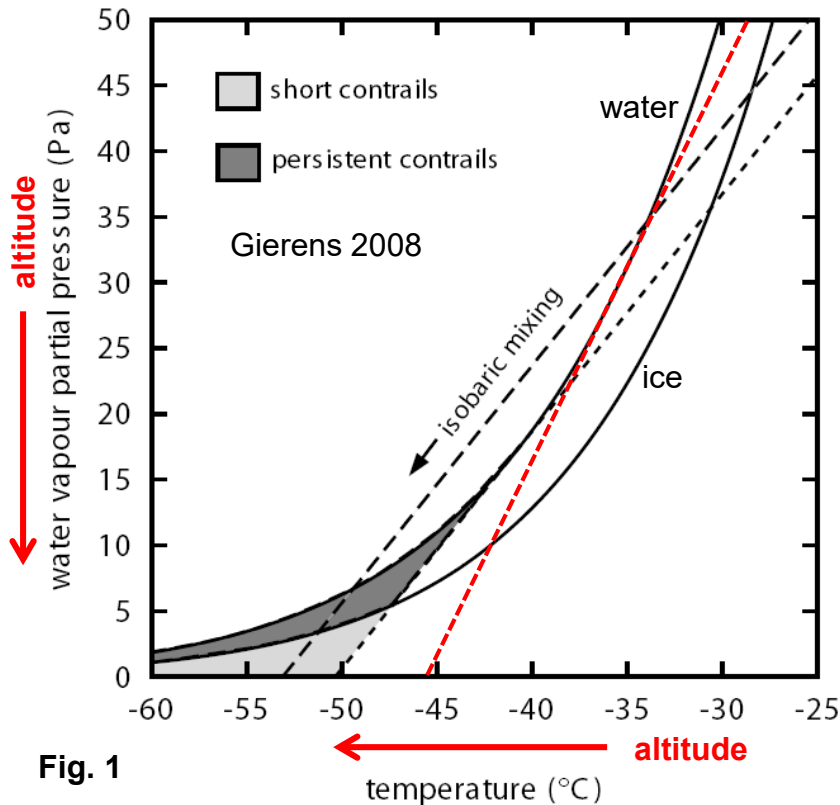 50
45
40
35
30
25
20
15
10
5
0
water vapour partial pressure (Pa)
altitude
short contrails
persistent contrails
Gierens 2008
water
ice
isobaric mixing
-60 -55 -50 -45 -40 -35 -30 -25
altitude
Fig. 1
temperature (°C)